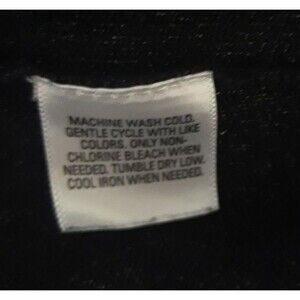 MACHINE WASH COLD.
GENTLE CYCLE WITH LIKE
COLORS. ONLY NON-
CHLORINE BLEACH WHEN
NEEDED. TUMBLE DRY LOW.
COOL IRON WHEN NEEDED.